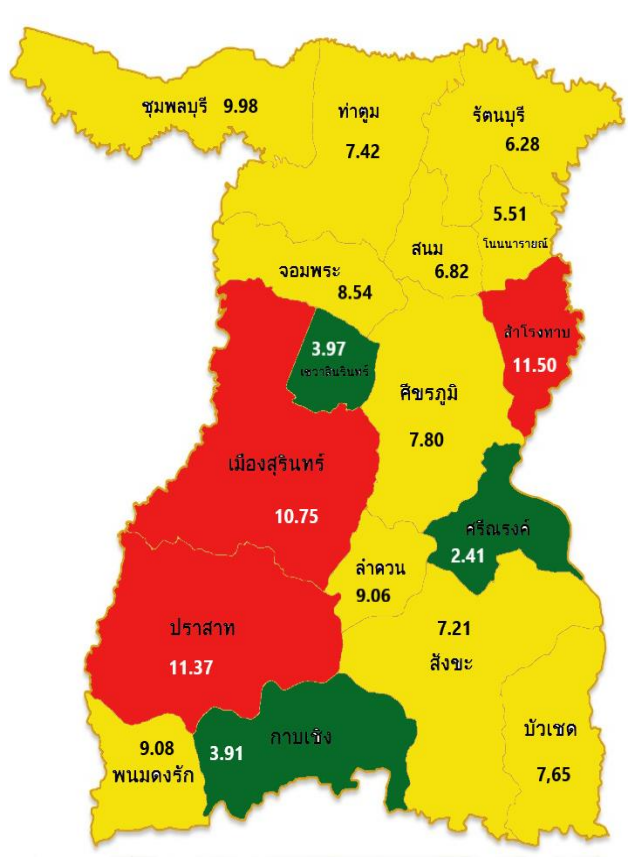 ชุมพลบุรี 9.98
ท่าตูม
7.42
รัตนบุรี
6.28
5.51
โนนนารายณ์
สนม
6.82
จอมพระ
8.54
สำโรงทาบ
11.50
3.97
เขวาสินรินทร์
ศีขรภูมิ
7.80
เมืองสุรินทร์
10.75
ศรีณรงค์
2.41
ลำดวน
9.06
ปราสาท
11.37
7.21
สังขะ
บัวเชด
7,65
กาบเชิง
3.91
9.08
พนมดงรัก